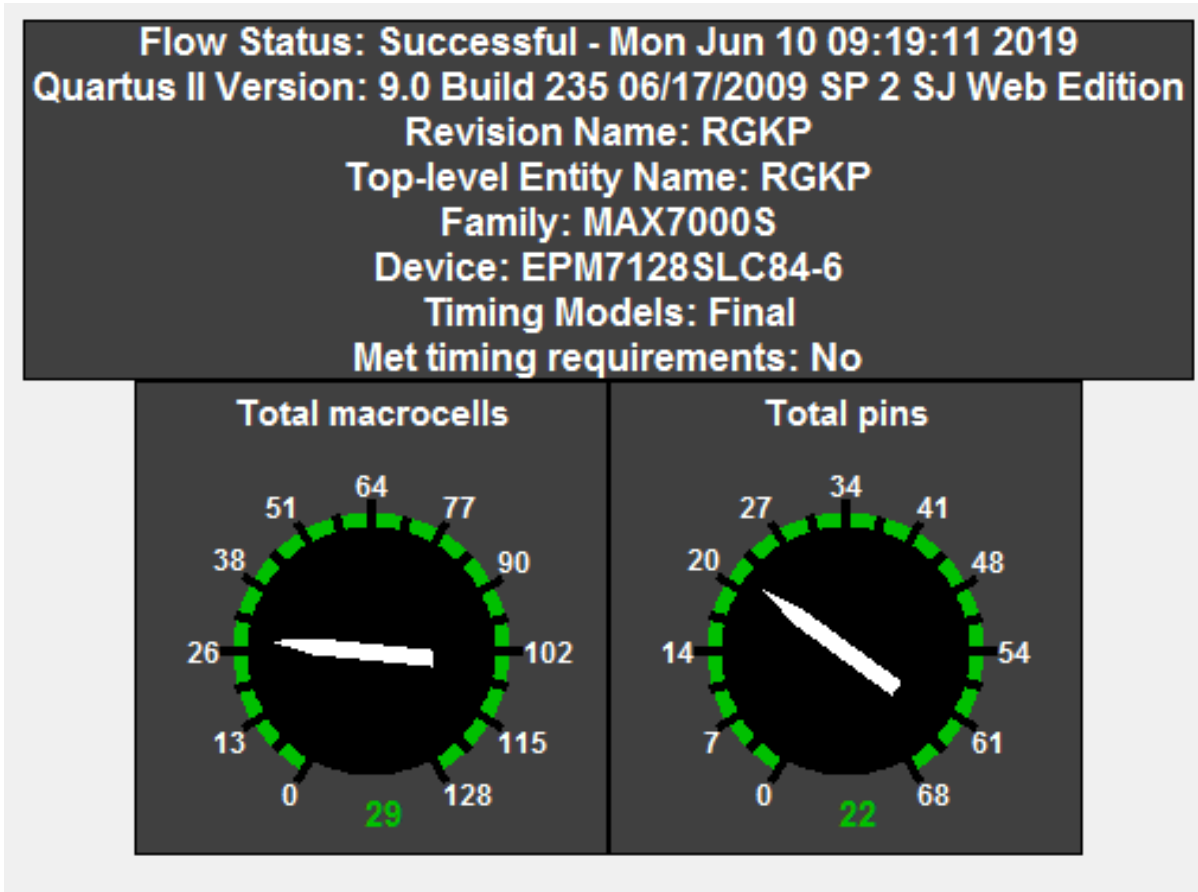 Flow Status: Successful - Mon Jun 10 09:19:11 2019
Quartus II Version: 9.0 Build 235 06/17/2009 SP 2 SJ Web Edition
Revision Name: RGKP
Top-level Entity Name: RGKP
Family: MAX7000S
Device: EPM7128SLC84-6
Timing Models: Final
Met timing requirements: No
Total macrocells
0
13
26
38
51
64
77
90
102
115
128
29
Total pins
0
7
14
20
27
34
41
48
54
61
68
22